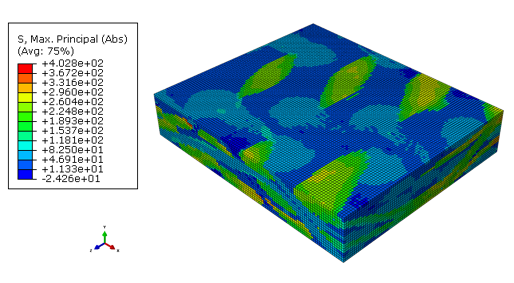 S, Max. Principal (Abs)
(Avg: 75%)
+4.028e+02
+3.672e+02
+3.316e+02
+2.960e+02
+2.604e+02
+2.248e+02
+1.893e+02
+1.537e+02
+1.181e+02
+8.250e+01
+4.691e+01
+1.133e+01
-2.426e+01
Y
Z
X